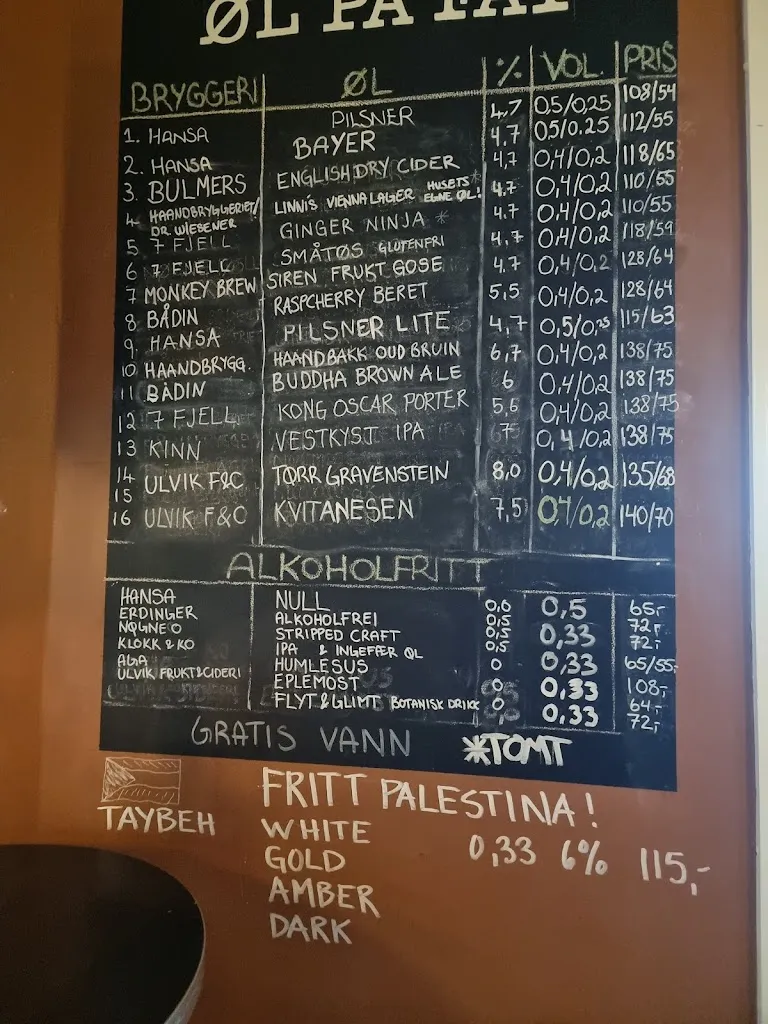 ØL PÅ FAT
BRYGGERI ØL % VOL. PRIS
1. HANSA PILSNER 4,7 0,5/0,25 108/54
2. HANSA BAYER 4.7 0,5/0.25 112/55
3. BULMERS ENGLISH DRY CIDER 4,7 0,4/0,2 118/65
4 HAANDBRYGGERIET/ DR. WIESENER LINNIS VIENNA LAGER HUSETS EGNE ØL! 4.7 0,4/0,2 110/55
5 7 FJELL GINGER NINJA * 4.7 0,4/0,2 110/55
6 7 FJELL SMÅTØS GLUTENFRI 4,7 0,4/0,2 118/59
7 MONKEY BREW SIREN FRUKT GOSE 4.7 0,4/0,2 128/64
8 BÅDIN RASPCHERRY BERET 5,5 0,4/0,2 128/64
9. HANSA PILSNER LITE 4,7 0,5/0,25 115/63
10 HAANDBRYGG. HAANDBAKK OUD BRUIN 6,7 0,4/0,2 138/75
11 BÅDIN BUDDHA BROWN ALE 6 0,4/0,2 138/75
12 7 FJELL KONG OSCAR PORTER 5,6 0,4/0,2 138/75
13 KINN VESTKYST IPA 7 0,4/0,2 138/75
14 ULVIK F&C TØRR GRAVENSTEIN 8,0 0,4/0,2 135/68
15
16 ULVIK F&C KVITANESEN 7,5 0,4/0,2 140/70
ALKOHOLFRITT
HANSA NULL 0,0 0,5 65,-
ERDINGER ALKOHOLFREI 0,5 0,33 72,-
NØGNE Ø STRIPPED CRAFT 0,5 0,33 72,-
KLOKK & KO IPA & INGEFÆR ØL 0,5 0,33 65/55,-
AGA HUMLESUS 0 0,33 108,-
ULVIK FRUKT&CIDERI EPLEMOST 0 64,-
FLYT & GLIMT BOTANISK DRIKK 0 72,-
GRATIS VANN *TOMT
FRITT PALESTINA!
TAYBEH WHITE 0,33 6% 115,-
GOLD
AMBER
DARK